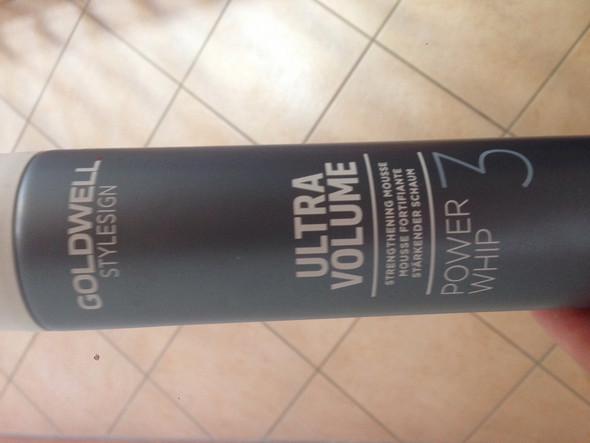 GOLDWELL
STYLESIGN
ULTRA
VOLUME
STRENGTHENING MOUSSE
MOUSSE FORTIFIANTE
STÄRKENDER SCHAUM
POWER
WHIP
3